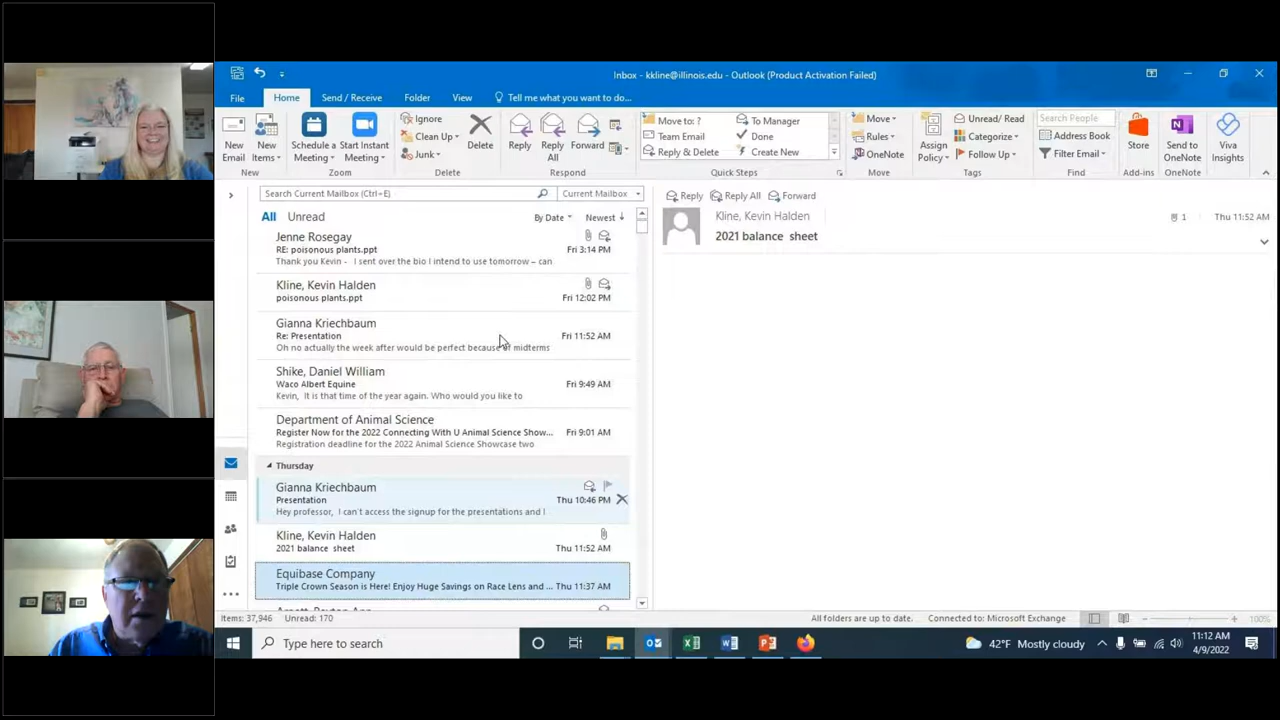 Inbox - kkline@illinois.edu - Outlook (Product Activation Failed)
File Home Send / Receive Folder View Tell me what you want to do...
New Email
New Items
New
Schedule a Meeting
Start Instant Meeting
Zoom
Ignore
Clean Up
Junk
Delete
Delete
Reply
Reply All
Forward
Respond
Move to: ?
Team Email
Reply & Delete
To Manager
Done
Create New
Quick Steps
Move
Rules
OneNote
Move
Assign Policy
Unread/ Read
Categorize
Follow Up
Tags
Search People
Address Book
Filter Email
Find
Store
Add-ins
Send to OneNote
OneNote
Viva Insights
Search Current Mailbox (Ctrl+E) Current Mailbox
All Unread By Date Newest
Jenne Rosegay
RE: poisonous plants.ppt Fri 3:14 PM
Thank you Kevin - I sent over the bio I intend to use tomorrow – can
Kline, Kevin Halden
poisonous plants.ppt Fri 12:02 PM
Gianna Kriechbaum
Re: Presentation Fri 11:52 AM
Oh no actually the week after would be perfect because of midterms
Shike, Daniel William
Waco Albert Equine Fri 9:49 AM
Kevin, It is that time of the year again. Who would you like to
Department of Animal Science
Register Now for the 2022 Connecting With U Animal Science Show... Fri 9:01 AM
Registration deadline for the 2022 Animal Science Showcase two
Thursday
Gianna Kriechbaum
Presentation Thu 10:46 PM
Hey professor, I can't access the signup for the presentations and I
Kline, Kevin Halden
2021 balance sheet Thu 11:52 AM
Equibase Company
Triple Crown Season is Here! Enjoy Huge Savings on Race Lens and ... Thu 11:37 AM
Reply Reply All Forward
Kline, Kevin Halden 1 Thu 11:52 AM
2021 balance sheet
Items: 37,946 Unread: 170 All folders are up to date. Connected to: Microsoft Exchange 100%
Type here to search 42°F Mostly cloudy 11:12 AM
4/9/2022